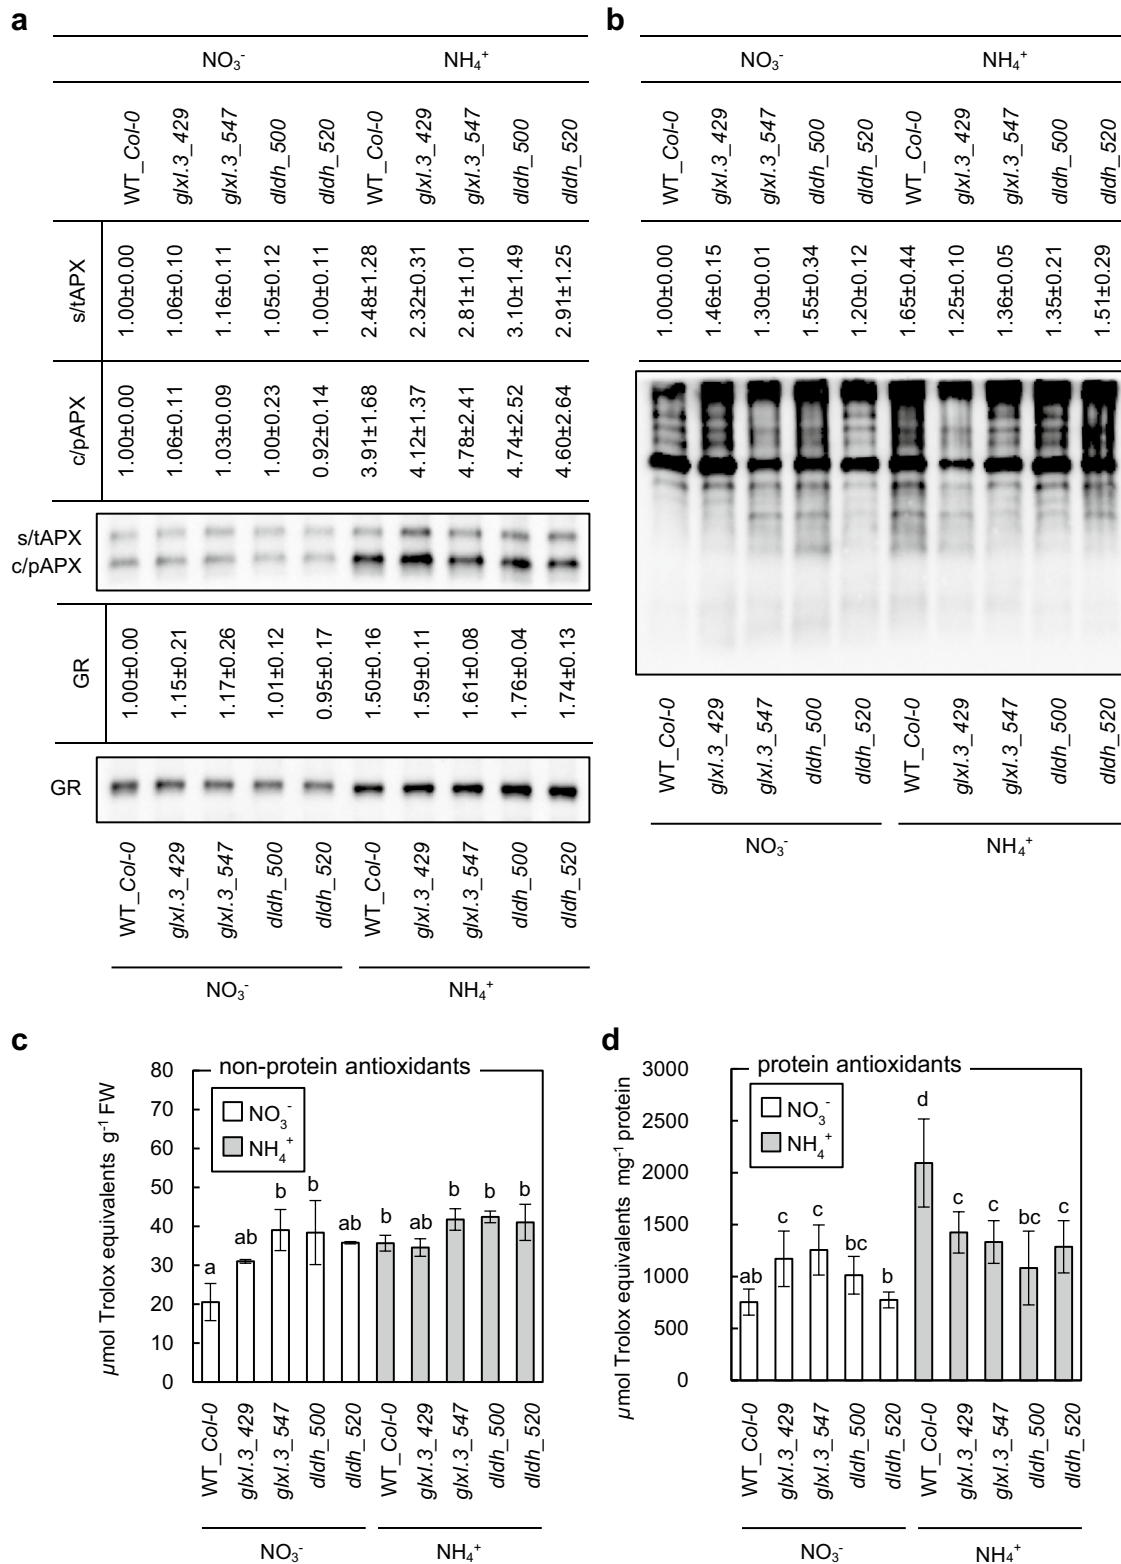 a
NO₃⁻ NH₄⁺
WT_Col-0 glxI.3_429 glxI.3_547 dldh_500 dldh_520 WT_Col-0 glxI.3_429 glxI.3_547 dldh_500 dldh_520
s/tAPX 1.00±0.00 1.06±0.10 1.16±0.11 1.05±0.12 1.00±0.11 2.48±1.28 2.32±0.31 2.81±1.01 3.10±1.49 2.91±1.25
c/pAPX 1.00±0.00 1.06±0.11 1.03±0.09 1.00±0.23 0.92±0.14 3.91±1.68 4.12±1.37 4.78±2.41 4.74±2.52 4.60±2.64
s/tAPX
c/pAPX
GR 1.00±0.00 1.15±0.21 1.17±0.26 1.01±0.12 0.95±0.17 1.50±0.16 1.59±0.11 1.61±0.08 1.76±0.04 1.74±0.13
GR
WT_Col-0 glxI.3_429 glxI.3_547 dldh_500 dldh_520 WT_Col-0 glxI.3_429 glxI.3_547 dldh_500 dldh_520
NO₃⁻ NH₄⁺
b
NO₃⁻ NH₄⁺
WT_Col-0 glxI.3_429 glxI.3_547 dldh_500 dldh_520 WT_Col-0 glxI.3_429 glxI.3_547 dldh_500 dldh_520
1.00±0.00 1.46±0.15 1.30±0.01 1.55±0.34 1.20±0.12 1.65±0.44 1.25±0.10 1.36±0.05 1.35±0.21 1.51±0.29
WT_Col-0 glxI.3_429 glxI.3_547 dldh_500 dldh_520 WT_Col-0 glxI.3_429 glxI.3_547 dldh_500 dldh_520
NO₃⁻ NH₄⁺
c
non-protein antioxidants
µmol Trolox equivalents g⁻¹ FW
80
70
60
50
40
30
20
10
0
NO₃⁻
NH₄⁺
a ab b b ab b ab b b b
WT_Col-0 glxI.3_429 glxI.3_547 dldh_500 dldh_520 WT_Col-0 glxI.3_429 glxI.3_547 dldh_500 dldh_520
NO₃⁻ NH₄⁺
d
protein antioxidants
µmol Trolox equivalents mg⁻¹ protein
3000
2500
2000
1500
1000
500
0
NO₃⁻
NH₄⁺
ab c c bc b d c c bc c
WT_Col-0 glxI.3_429 glxI.3_547 dldh_500 dldh_520 WT_Col-0 glxI.3_429 glxI.3_547 dldh_500 dldh_520
NO₃⁻ NH₄⁺